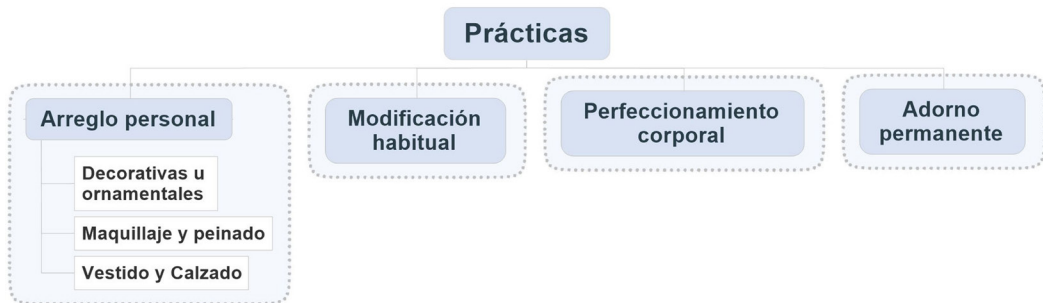 Prácticas
Arreglo personal
Decorativas u
ornamentales
Maquillaje y peinado
Vestido y Calzado
Modificación
habitual
Perfeccionamiento
corporal
Adorno
permanente